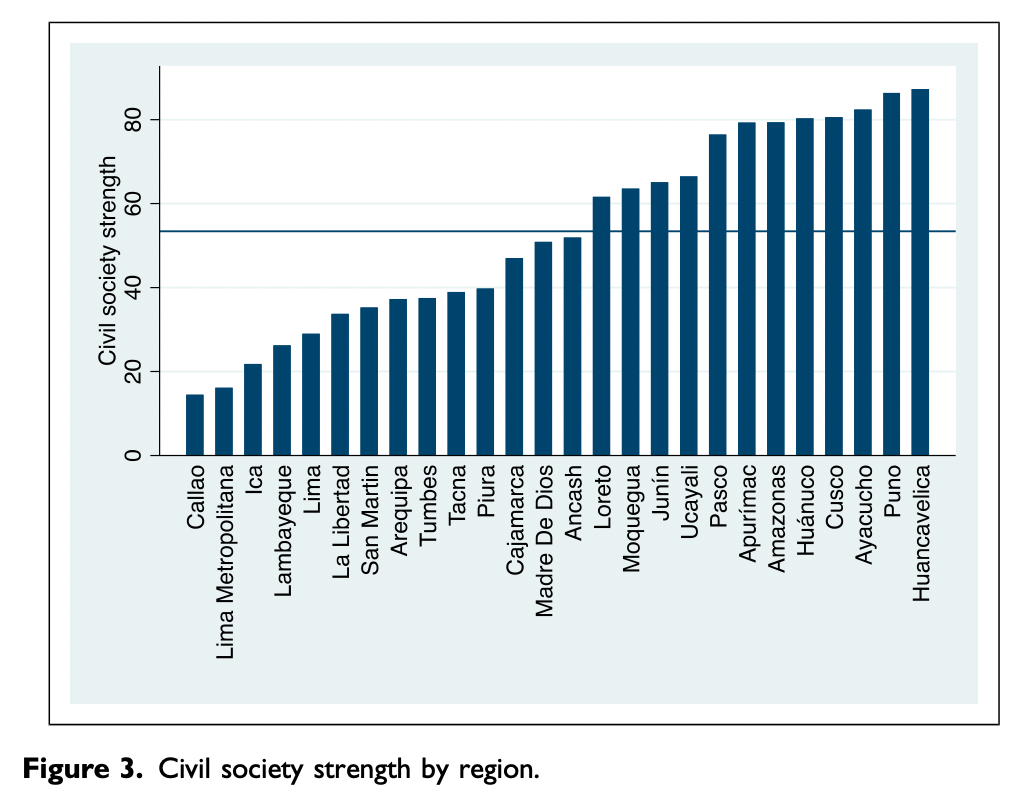 Civil society strength
80
60
40
20
0
Callao
Lima Metropolitana
Ica
Lambayeque
Lima
La Libertad
San Martin
Arequipa
Tumbes
Tacna
Piura
Cajamarca
Madre De Dios
Ancash
Loreto
Moquegua
Junín
Ucayali
Pasco
Apurímac
Amazonas
Huánuco
Cusco
Ayacucho
Puno
Huancavelica
Figure 3. Civil society strength by region.